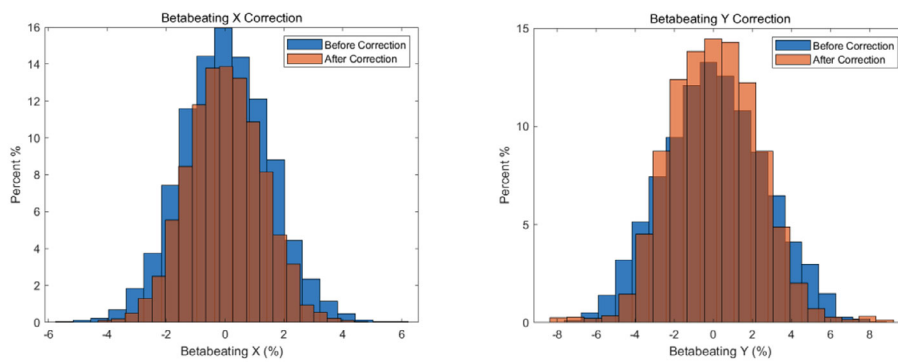 Betabeating X Correction
16
14
12
10
8
6
4
2
0
Percent %
Before Correction
After Correction
-6
-4
-2
0
2
4
6
Betabeating X (%)
Betabeating Y Correction
15
10
5
0
Percent %
Before Correction
After Correction
-8
-6
-4
-2
0
2
4
6
8
Betabeating Y (%)